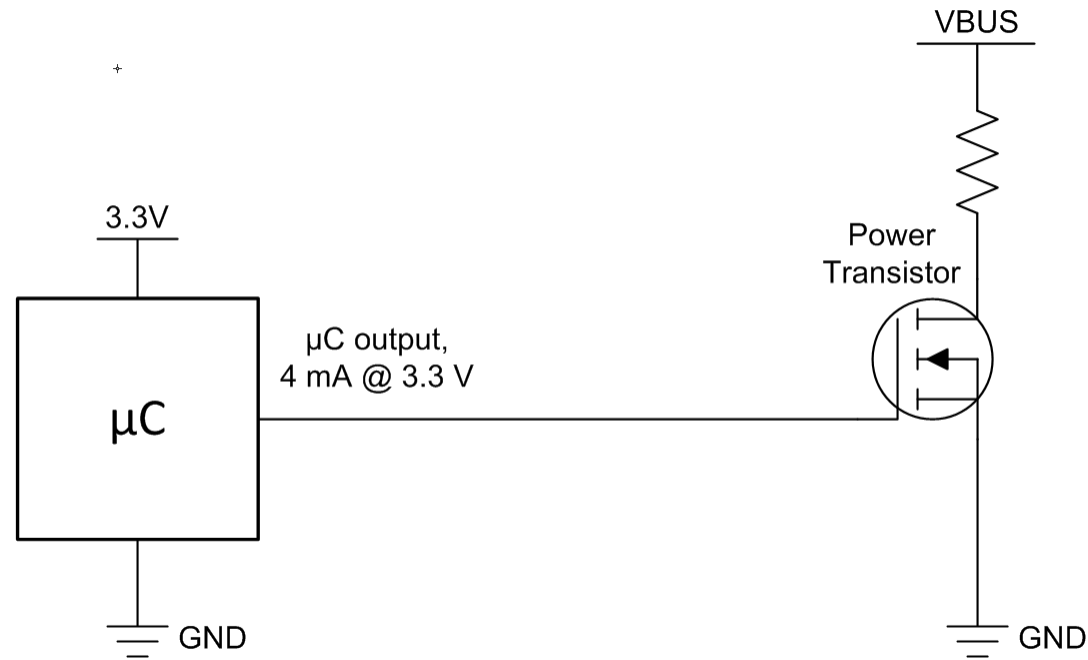 VBUS
3.3V
Power
Transistor
µC output,
4 mA @ 3.3 V
µC
GND
GND